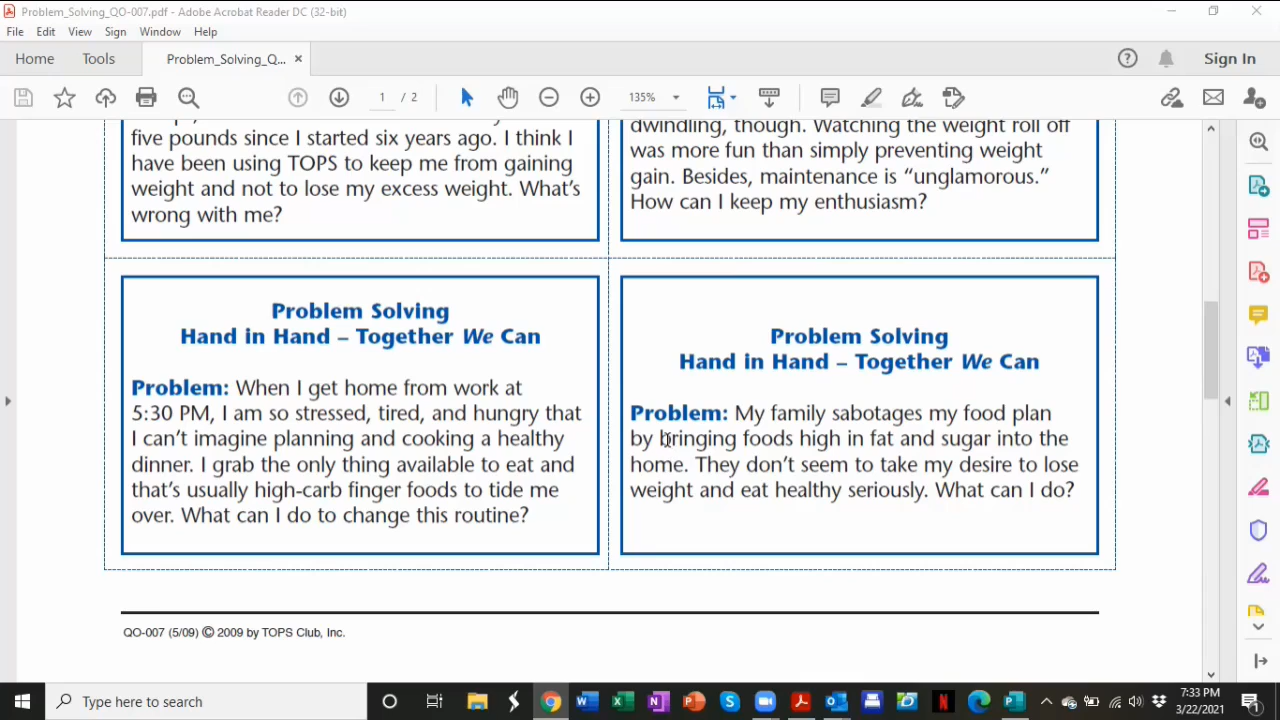 Problem_Solving_QO-007.pdf - Adobe Acrobat Reader DC (32-bit)
File Edit View Sign Window Help
Home Tools Problem_Solving_Q... × Sign In
1 / 2 135%
five pounds since I started six years ago. I think I
have been using TOPS to keep me from gaining
weight and not to lose my excess weight. What's
wrong with me?
dwindling, though. Watching the weight roll off
was more fun than simply preventing weight
gain. Besides, maintenance is “unglamorous.”
How can I keep my enthusiasm?
Problem Solving
Hand in Hand – Together We Can
Problem: When I get home from work at
5:30 PM, I am so stressed, tired, and hungry that
I can't imagine planning and cooking a healthy
dinner. I grab the only thing available to eat and
that's usually high-carb finger foods to tide me
over. What can I do to change this routine?
Problem Solving
Hand in Hand – Together We Can
Problem: My family sabotages my food plan
by bringing foods high in fat and sugar into the
home. They don't seem to take my desire to lose
weight and eat healthy seriously. What can I do?
QO-007 (5/09) © 2009 by TOPS Club, Inc.
Type here to search
7:33 PM
3/22/2021